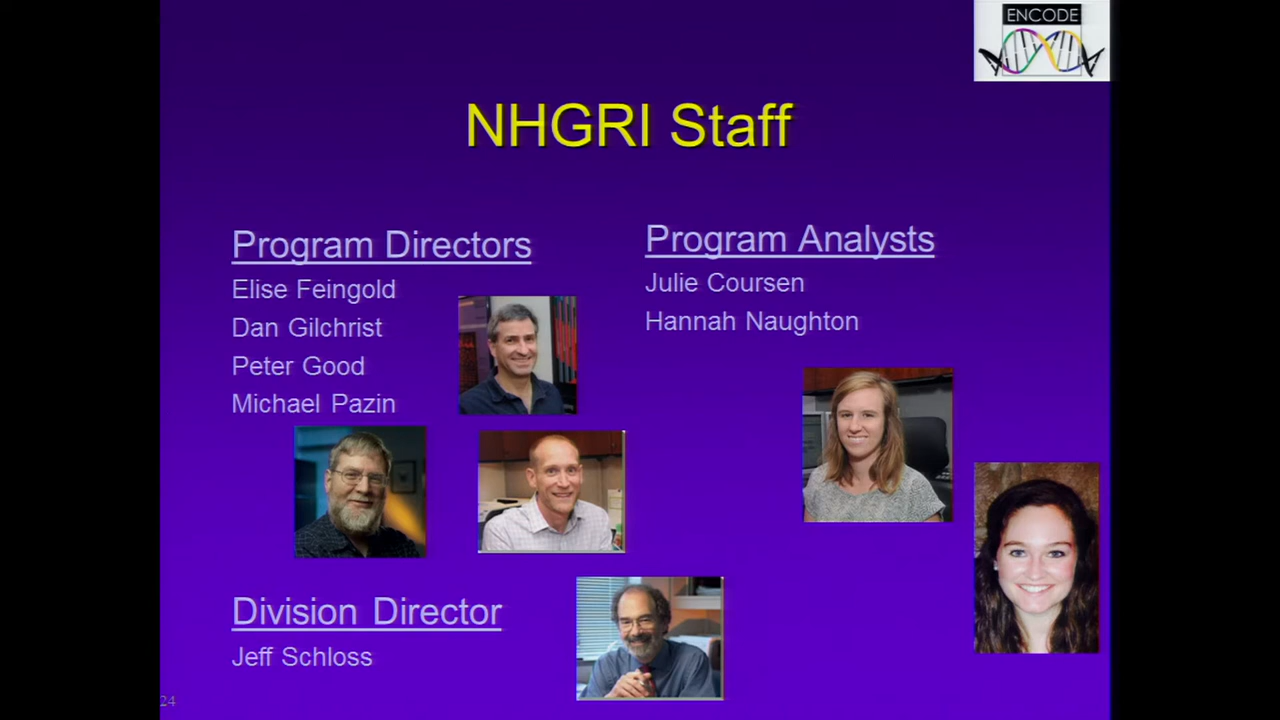 ENCODE
NHGRI Staff
Program Directors
Elise Feingold
Dan Gilchrist
Peter Good
Michael Pazin
Program Analysts
Julie Coursen
Hannah Naughton
Division Director
Jeff Schloss
24